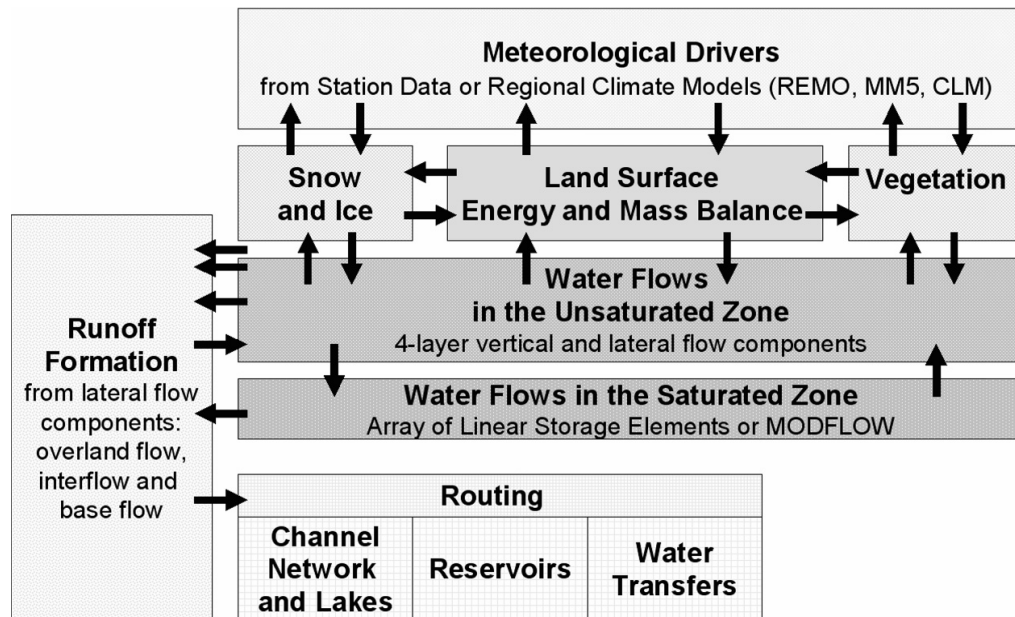 Meteorological Drivers
from Station Data or Regional Climate Models (REMO, MM5, CLM)
Snow
and Ice
Land Surface
Energy and Mass Balance
Vegetation
Water Flows
in the Unsaturated Zone
4-layer vertical and lateral flow components
Water Flows in the Saturated Zone
Array of Linear Storage Elements or MODFLOW
Runoff
Formation
from lateral flow
components:
overland flow,
interflow and
base flow
Routing
Channel
Network
and Lakes
Reservoirs
Water
Transfers